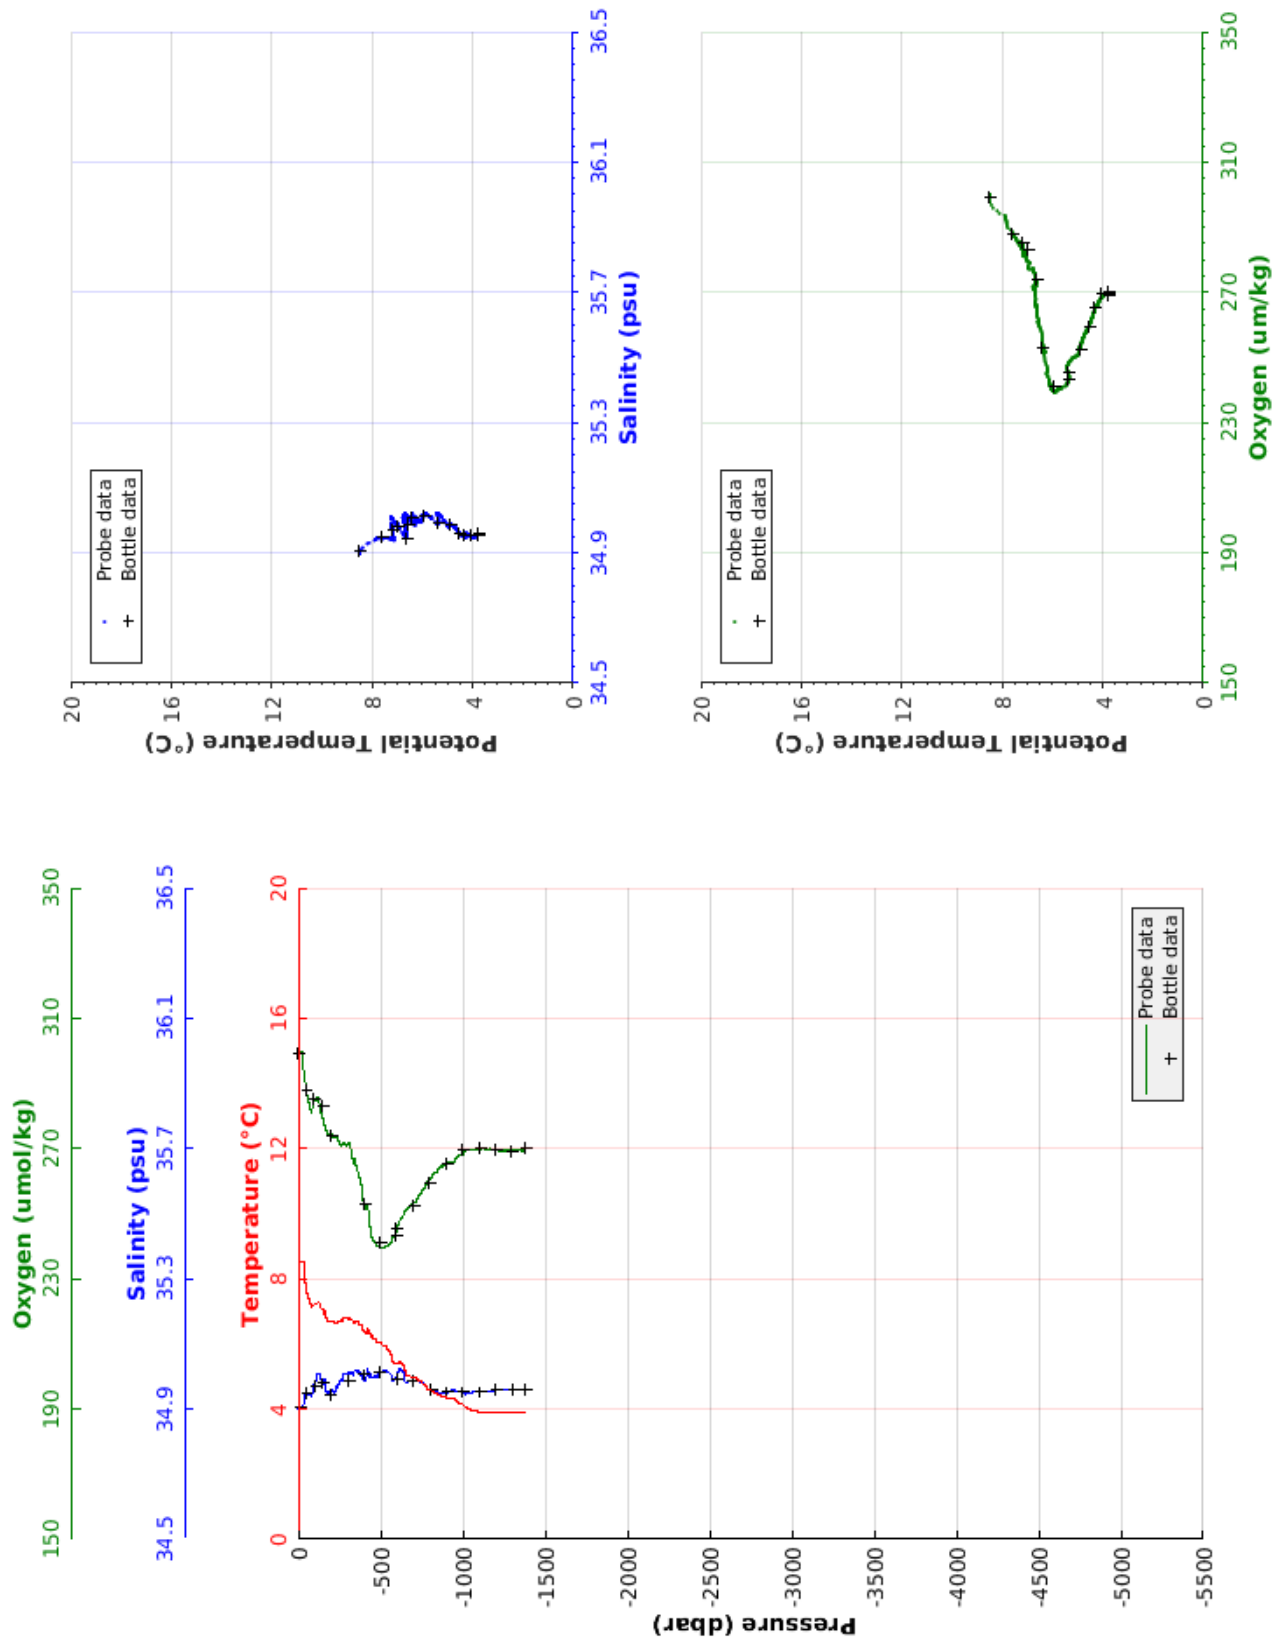 Oxygen (umol/kg)
150 190 230 270 310 350
Salinity (psu)
34.5 34.9 35.3 35.7 36.1 36.5
Temperature (°C)
0 4 8 12 16 20
Pressure (dbar)
0
-500
-1000
-1500
-2000
-2500
-3000
-3500
-4000
-4500
-5000
-5500
Probe data
Bottle data
Potential Temperature (°C)
20
16
12
8
4
0
Probe data
Bottle data
34.5 34.9 35.3 35.7 36.1 36.5
Salinity (psu)
Potential Temperature (°C)
20
16
12
8
4
0
Probe data
Bottle data
150 190 230 270 310 350
Oxygen (um/kg)